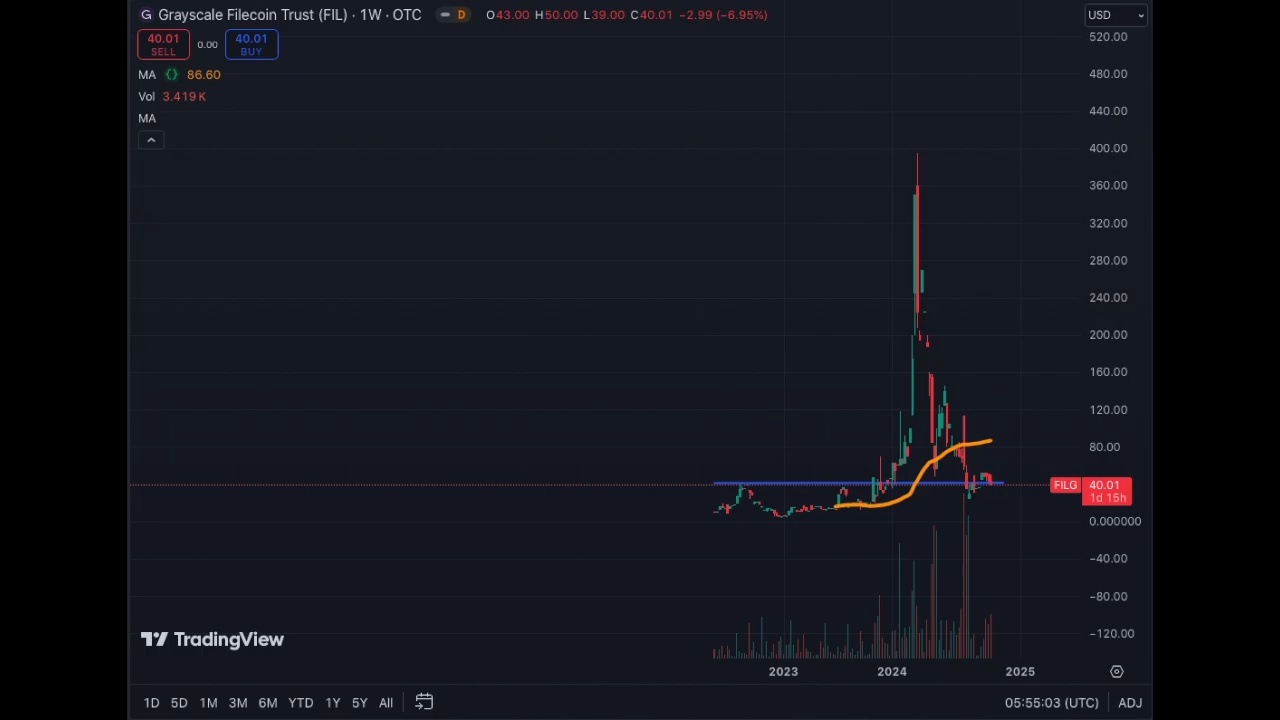 G Grayscale Filecoin Trust (FIL) · 1W · OTC D O43.00 H50.00 L39.00 C40.01 −2.99 (−6.95%) USD
40.01 0.00 40.01
SELL BUY
MA 86.60
Vol 3.419 K
MA
520.00
480.00
440.00
400.00
360.00
320.00
280.00
240.00
200.00
160.00
120.00
80.00
FILG 40.01
1d 15h
0.000000
−40.00
−80.00
−120.00
TradingView
2023 2024 2025
1D 5D 1M 3M 6M YTD 1Y 5Y All 05:55:03 (UTC) ADJ